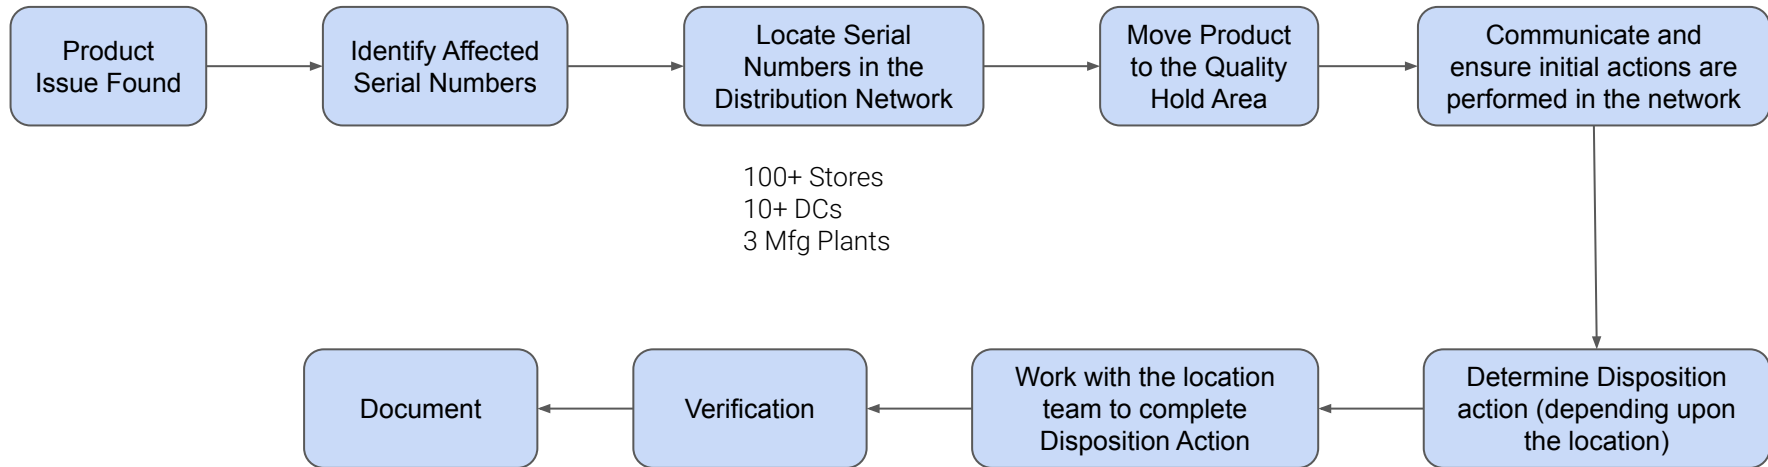 Product
Issue Found
Identify Affected
Serial Numbers
Locate Serial
Numbers in the
Distribution Network
Move Product
to the Quality
Hold Area
Communicate and
ensure initial actions are
performed in the network
100+ Stores
10+ DCs
3 Mfg Plants
Determine Disposition
action (depending upon
the location)
Work with the location
team to complete
Disposition Action
Verification
Document